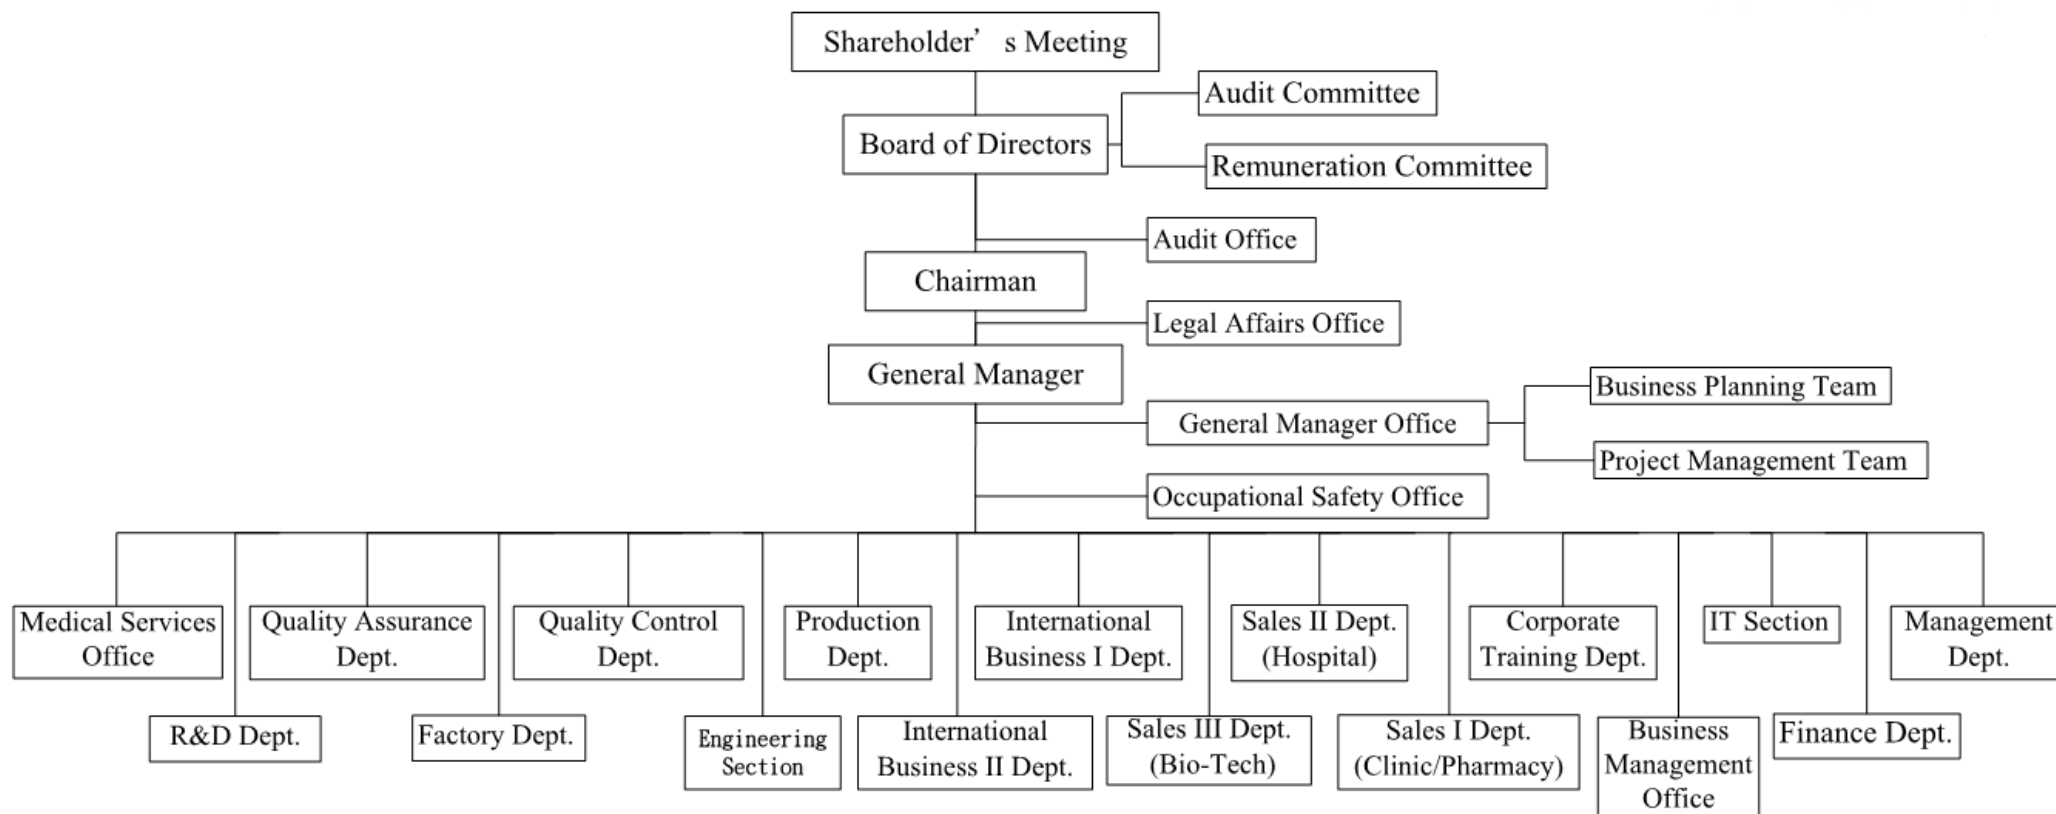 Shareholder’s Meeting
Audit Committee
Board of Directors
Remuneration Committee
Audit Office
Chairman
Legal Affairs Office
General Manager
Business Planning Team
General Manager Office
Project Management Team
Occupational Safety Office
Medical Services
Office
Quality Assurance
Dept.
Quality Control
Dept.
Production
Dept.
International
Business I Dept.
Sales II Dept.
(Hospital)
Corporate
Training Dept.
IT Section
Management
Dept.
R&D Dept.
Factory Dept.
Engineering
Section
International
Business II Dept.
Sales III Dept.
(Bio-Tech)
Sales I Dept.
(Clinic/Pharmacy)
Business
Management
Office
Finance Dept.